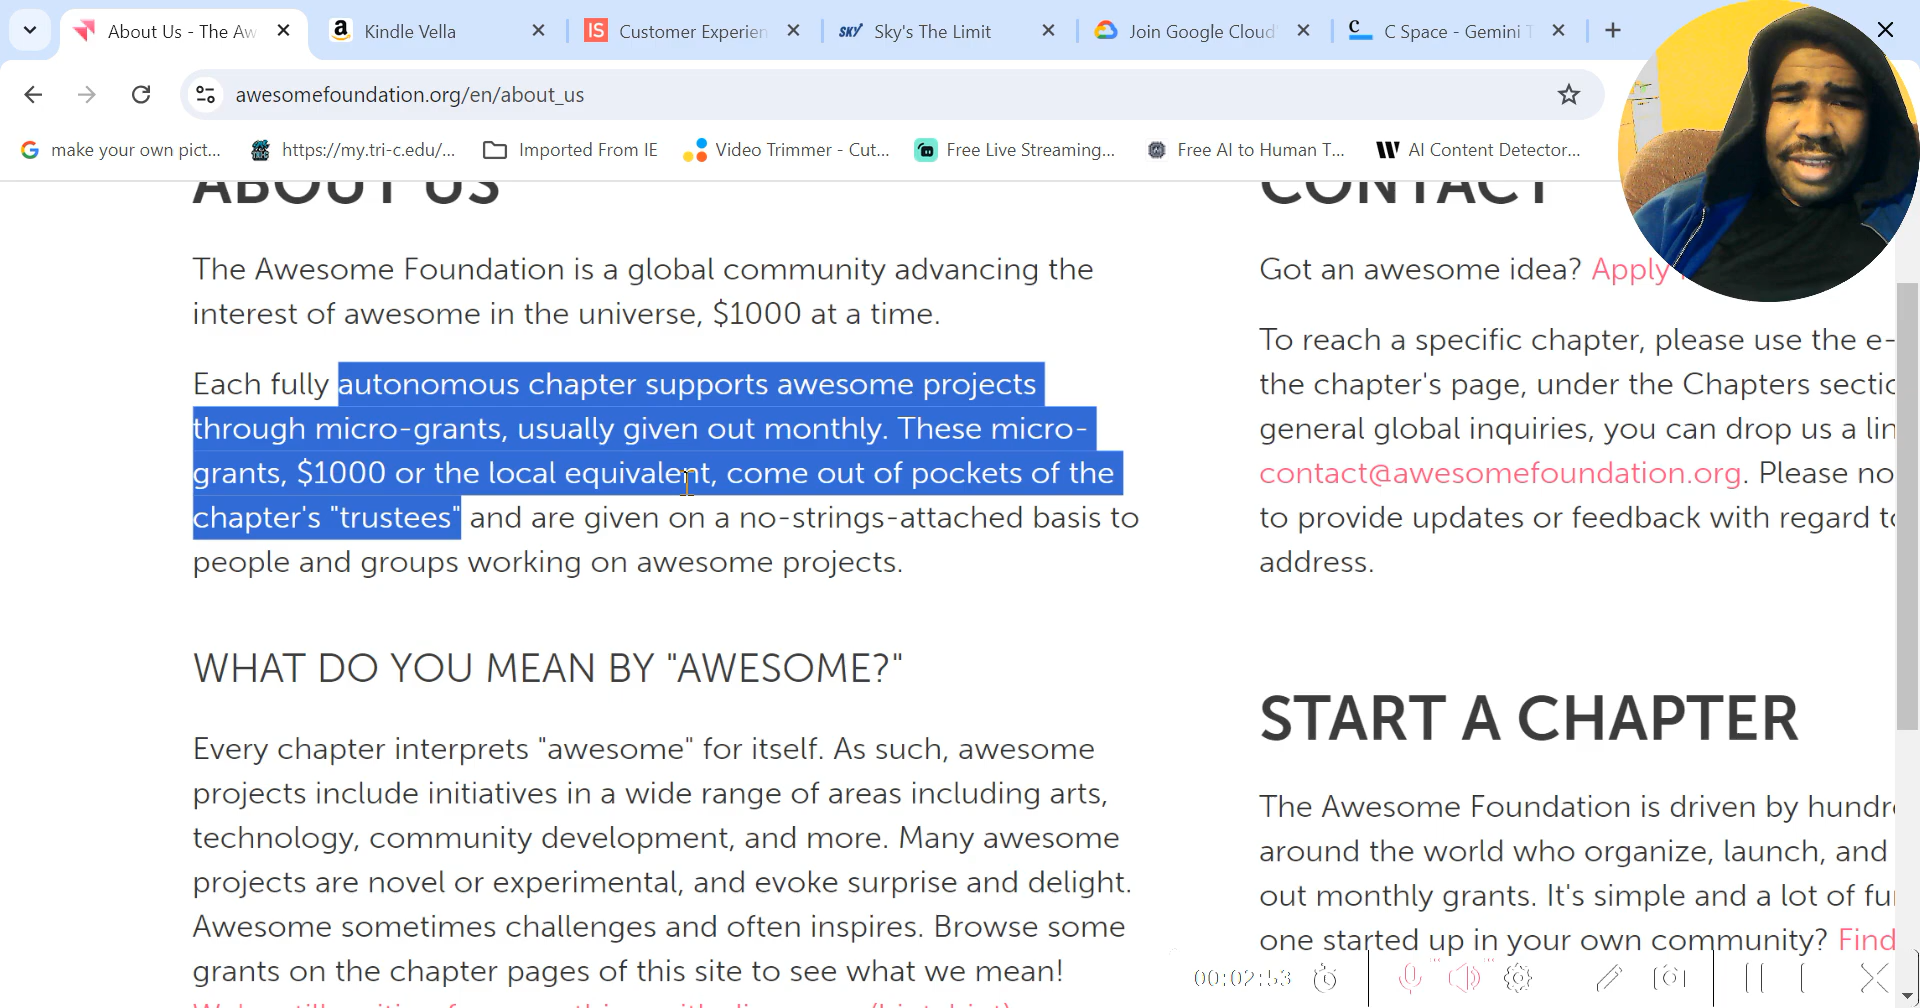 About Us - The Aw
Kindle Vella
IS
Customer Experien
SKY
Sky's The Limit
Join Google Cloud
C
C Space - Gemini T
awesomefoundation.org/en/about_us
make your own pict...
https://my.tri-c.edu/...
Imported From IE
Video Trimmer - Cut...
Free Live Streaming...
Free AI to Human T...
AI Content Detector...
ABOUT US
The Awesome Foundation is a global community advancing the
interest of awesome in the universe, $1000 at a time.
Each fully autonomous chapter supports awesome projects
through micro-grants, usually given out monthly. These micro-
grants, $1000 or the local equivalent, come out of pockets of the
chapter's "trustees" and are given on a no-strings-attached basis to
people and groups working on awesome projects.
WHAT DO YOU MEAN BY "AWESOME?"
Every chapter interprets "awesome" for itself. As such, awesome
projects include initiatives in a wide range of areas including arts,
technology, community development, and more. Many awesome
projects are novel or experimental, and evoke surprise and delight.
Awesome sometimes challenges and often inspires. Browse some
grants on the chapter pages of this site to see what we mean!
CONTACT
Got an awesome idea? Apply
To reach a specific chapter, please use the e-
the chapter's page, under the Chapters sectio
general global inquiries, you can drop us a lin
contact@awesomefoundation.org. Please no
to provide updates or feedback with regard to
address.
START A CHAPTER
The Awesome Foundation is driven by hundre
around the world who organize, launch, and
out monthly grants. It's simple and a lot of fu
one started up in your own community? Find
00:02:53